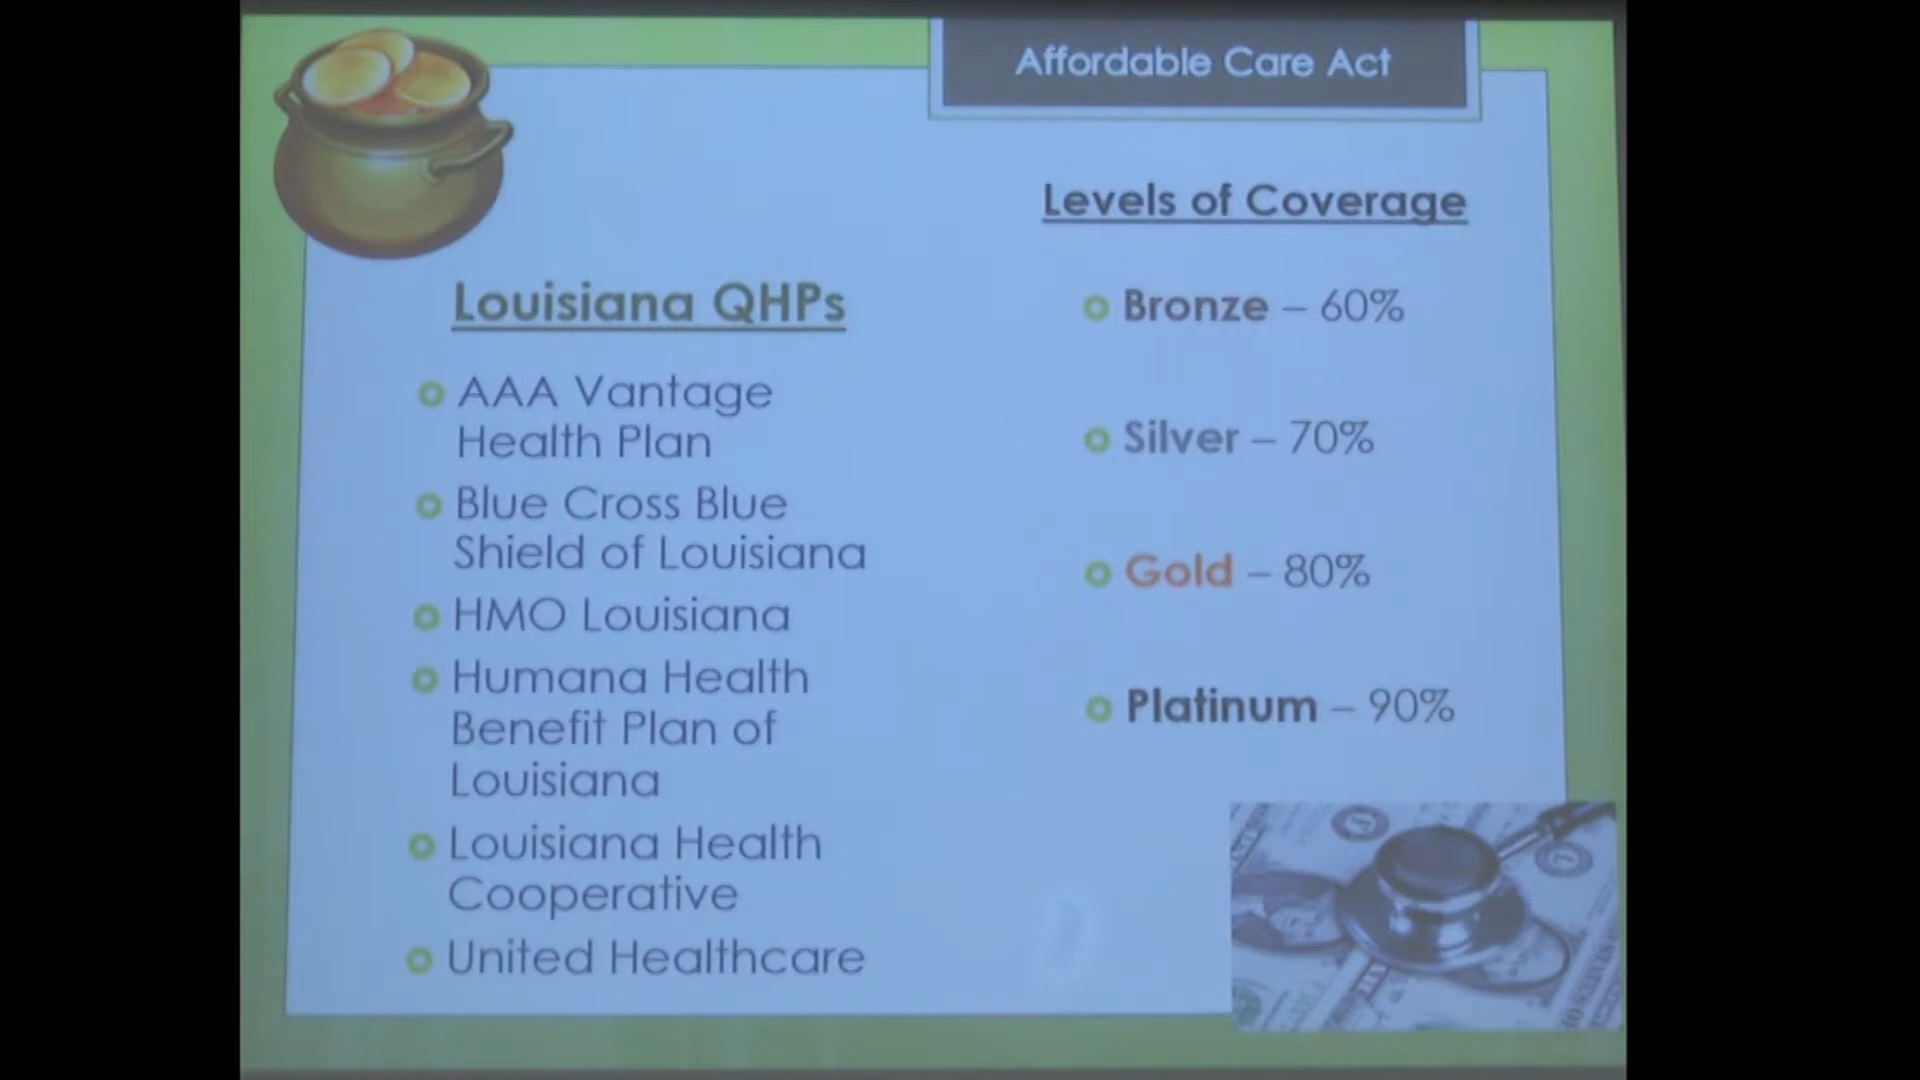 Affordable Care Act
Louisiana QHPs
AAA Vantage
Health Plan
Blue Cross Blue
Shield of Louisiana
HMO Louisiana
Humana Health
Benefit Plan of
Louisiana
Louisiana Health
Cooperative
United Healthcare
Levels of Coverage
Bronze – 60%
Silver – 70%
Gold – 80%
Platinum – 90%